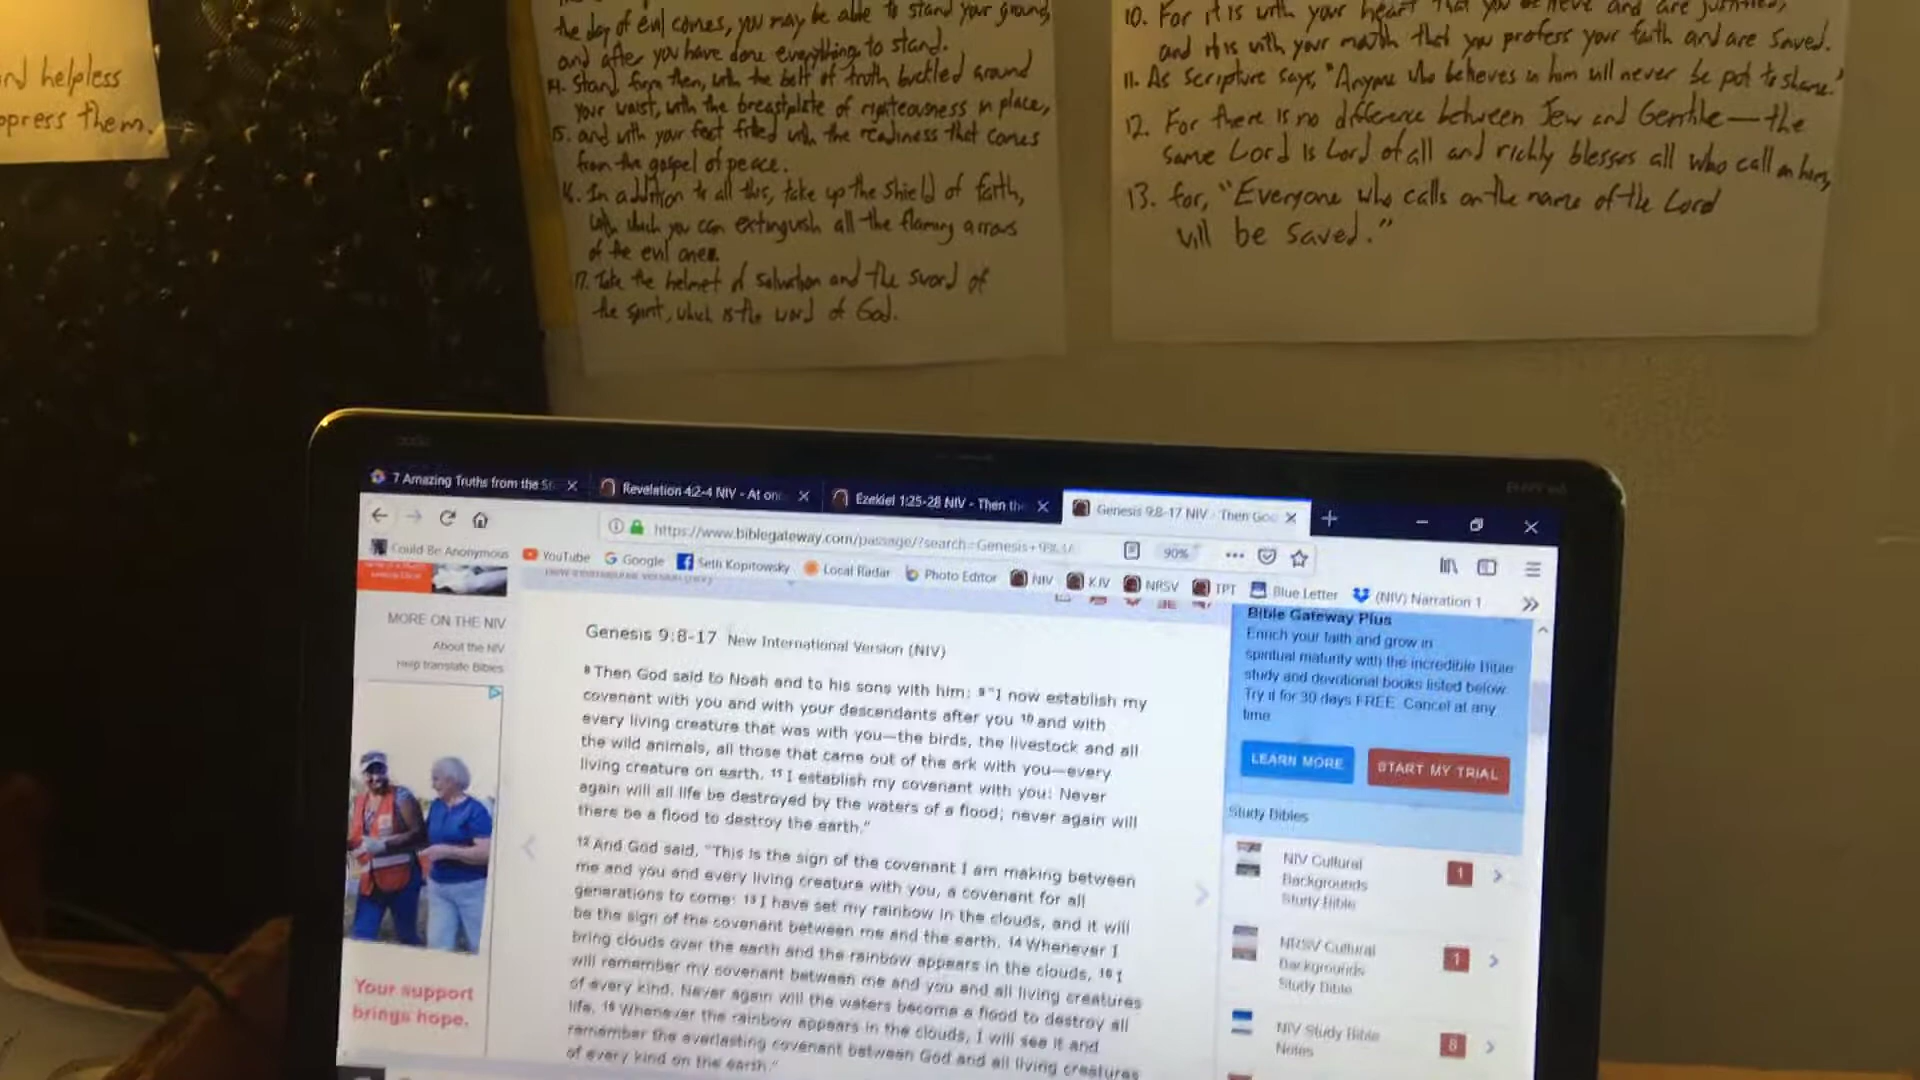 nd helpless
press them.
the day of evil comes, you may be able to stand your ground,
and after you have done everything, to stand.
14. Stand firm then, with the belt of truth buckled around
your waist, with the breastplate of righteousness in place,
15. and with your feet fitted with the readiness that comes
from the gospel of peace.
16. In addition to all this, take up the shield of faith,
with which you can extinguish all the flaming arrows
of the evil one.
17. Take the helmet of salvation and the sword of
the spirit, which is the word of God.
10. For it is with your heart that you believe and are justified,
and it is with your mouth that you profess your faith and are saved.
11. As Scripture says, "Anyone who believes in him will never be put to shame."
12. For there is no difference between Jew and Gentile—the
same Lord is Lord of all and richly blesses all who call on him,
13. for, "Everyone who calls on the name of the Lord
will be saved."
7 Amazing Truths from the St
Revelation 4:2-4 NIV - At on
Ezekiel 1:25-28 NIV - Then th
Genesis 9:8-17 NIV - Then Go
https://www.biblegateway.com/passage/?search=Genesis+9
90%
Could Be Anonymous
YouTube
Google
Seth Kopitowsky
Local Radar
Photo Editor
NIV
KJV
NRSV
TPT
Blue Letter
(NIV) Narration 1
MORE ON THE NIV
About the NIV
Help translate Bibles
Your support
brings hope.
Genesis 9:8-17 New International Version (NIV)
8 Then God said to Noah and to his sons with him: 9 "I now establish my
covenant with you and with your descendants after you 10 and with
every living creature that was with you—the birds, the livestock and all
the wild animals, all those that came out of the ark with you—every
living creature on earth. 11 I establish my covenant with you: Never
again will all life be destroyed by the waters of a flood; never again will
there be a flood to destroy the earth."
12 And God said, "This is the sign of the covenant I am making between
me and you and every living creature with you, a covenant for all
generations to come: 13 I have set my rainbow in the clouds, and it will
be the sign of the covenant between me and the earth. 14 Whenever I
bring clouds over the earth and the rainbow appears in the clouds, 15 I
will remember my covenant between me and you and all living creatures
of every kind. Never again will the waters become a flood to destroy all
life. 16 Whenever the rainbow appears in the clouds, I will see it and
remember the everlasting covenant between God and all living creatures
of every kind on the earth."
Bible Gateway Plus
Enrich your faith and grow in
spiritual maturity with the incredible Bible
study and devotional books listed below.
Try it for 30 days FREE. Cancel at any
time.
LEARN MORE
START MY TRIAL
Study Bibles
NIV Cultural
Backgrounds
Study Bible
1
NRSV Cultural
Backgrounds
Study Bible
1
NIV Study Bible
Notes
8